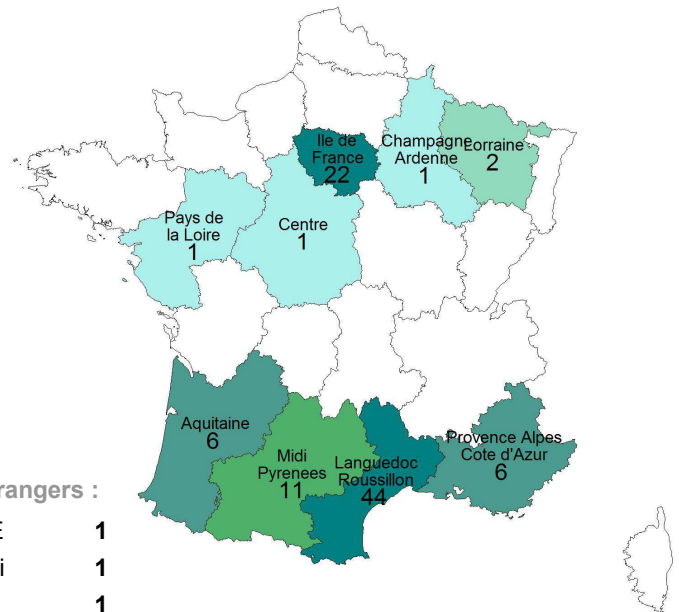 Ile de
France
22
Champagne
Ardenne
1
Lorraine
2
Pays de
la Loire
1
Centre
1
Aquitaine
6
Midi
Pyrenees
11
Languedoc
Roussillon
44
Provence Alpes
Cote d'Azur
6
rangers :
E 1
i 1
1